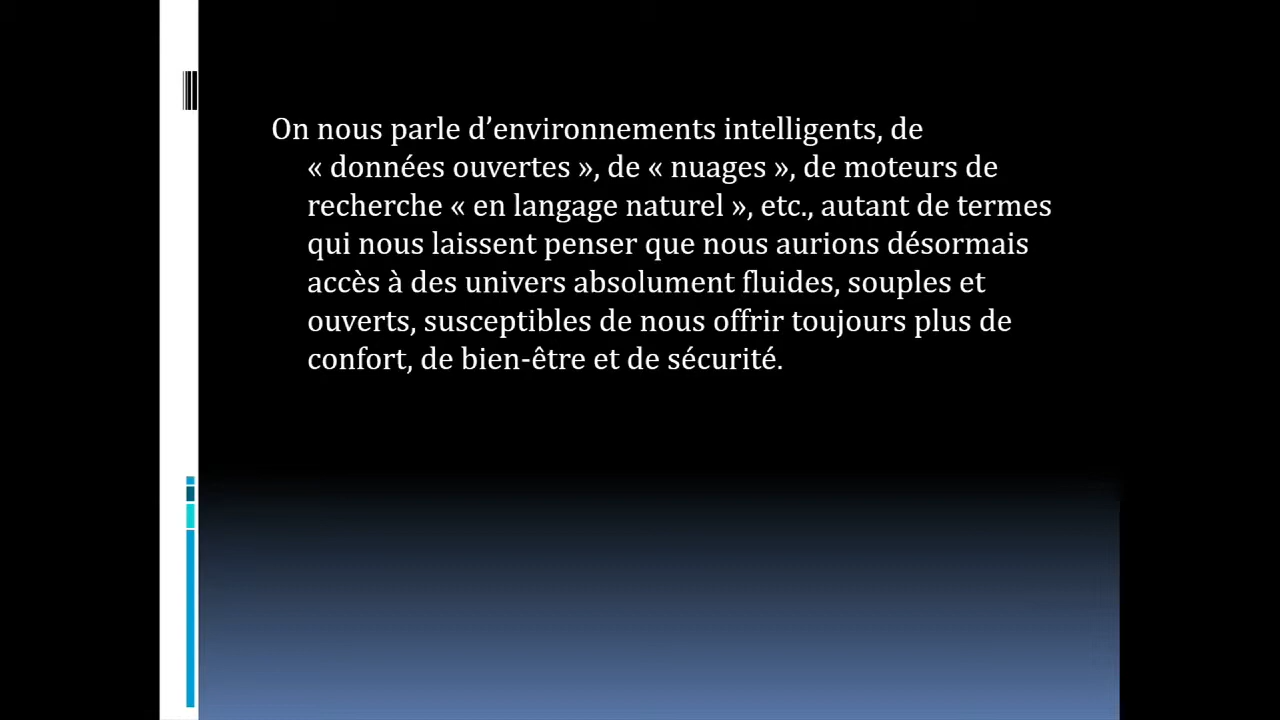 On nous parle d’environnements intelligents, de
« données ouvertes », de « nuages », de moteurs de
recherche « en langage naturel », etc., autant de termes
qui nous laissent penser que nous aurions désormais
accès à des univers absolument fluides, souples et
ouverts, susceptibles de nous offrir toujours plus de
confort, de bien-être et de sécurité.